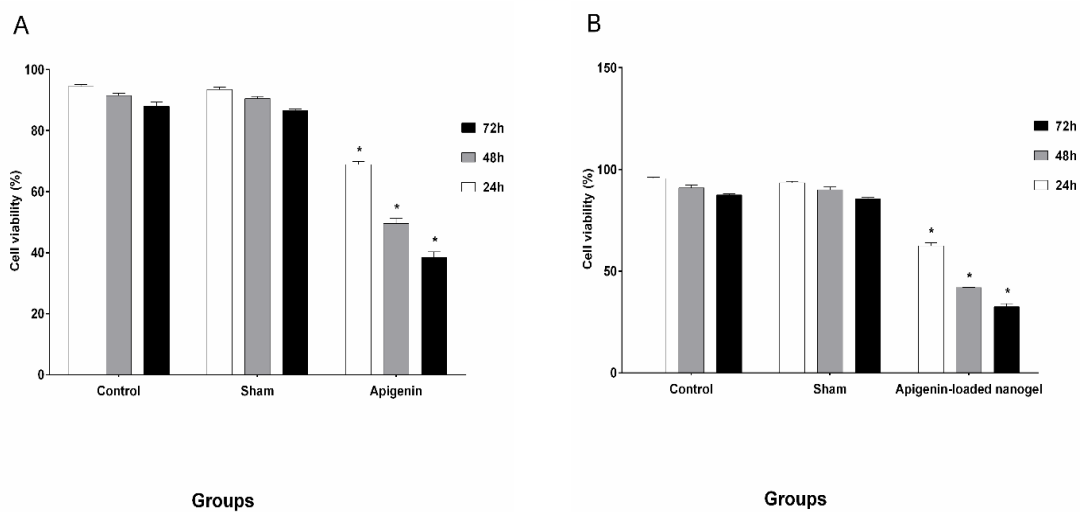 A
Cell viability (%)
100
80
60
40
20
0
*
*
*
72h
48h
24h
Control
Sham
Apigenin
Groups
B
Cell viability (%)
150
100
50
0
*
*
*
72h
48h
24h
Control
Sham
Apigenin-loaded nanogel
Groups